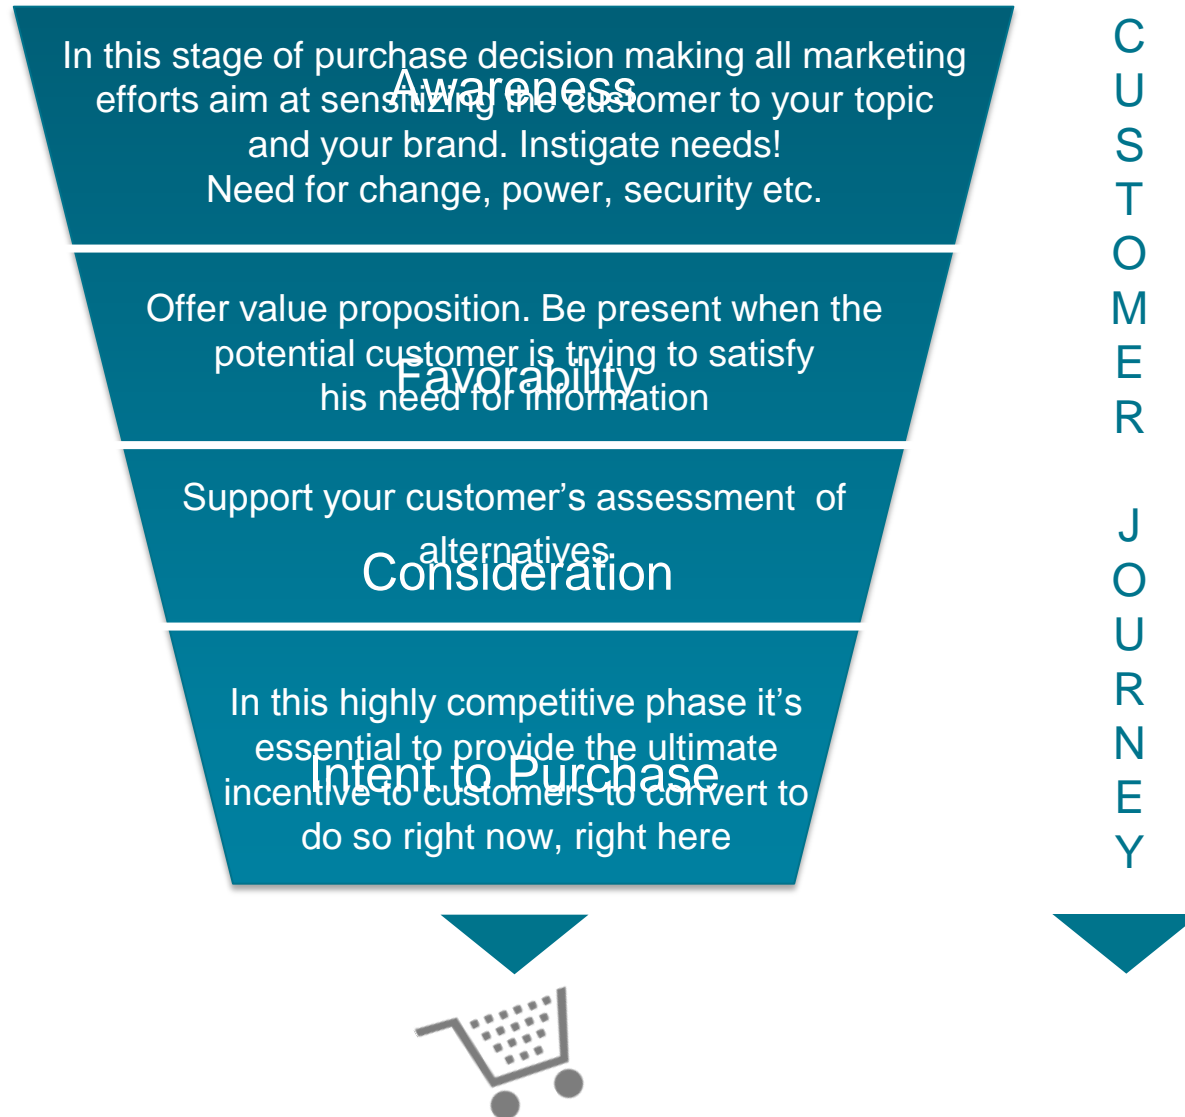 Awareness
In this stage of purchase decision making all marketing
efforts aim at sensitizing the customer to your topic
and your brand. Instigate needs!
Need for change, power, security etc.
Favorability
Offer value proposition. Be present when the
potential customer is trying to satisfy
his need for information
Consideration
Support your customer’s assessment  of
alternatives
Intent to Purchase
In this highly competitive phase it’s
essential to provide the ultimate
incentive to customers to convert to
do so right now, right here
C
U
S
T
O
M
E
R
J
O
U
R
N
E
Y